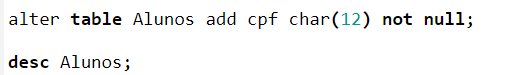 alter table Alunos add cpf char(12) not null;
desc Alunos;